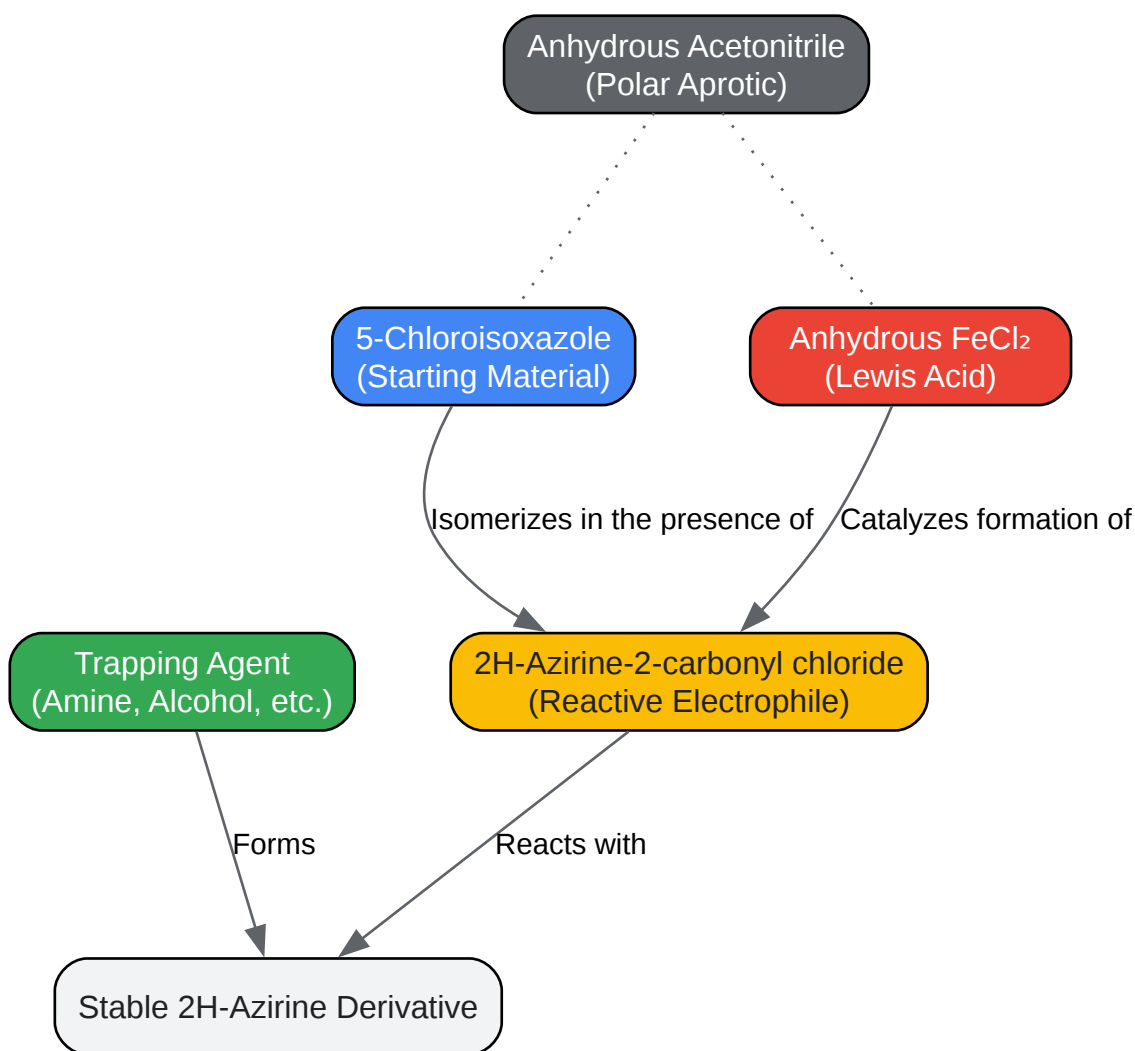 Anhydrous Acetonitrile
(Polar Aprotic)
5-Chloroisoxazole
(Starting Material)
Anhydrous FeCl₂
(Lewis Acid)
Isomerizes in the presence of
Catalyzes formation of
Trapping Agent
(Amine, Alcohol, etc.)
2H-Azirine-2-carbonyl chloride
(Reactive Electrophile)
Forms
Reacts with
Stable 2H-Azirine Derivative